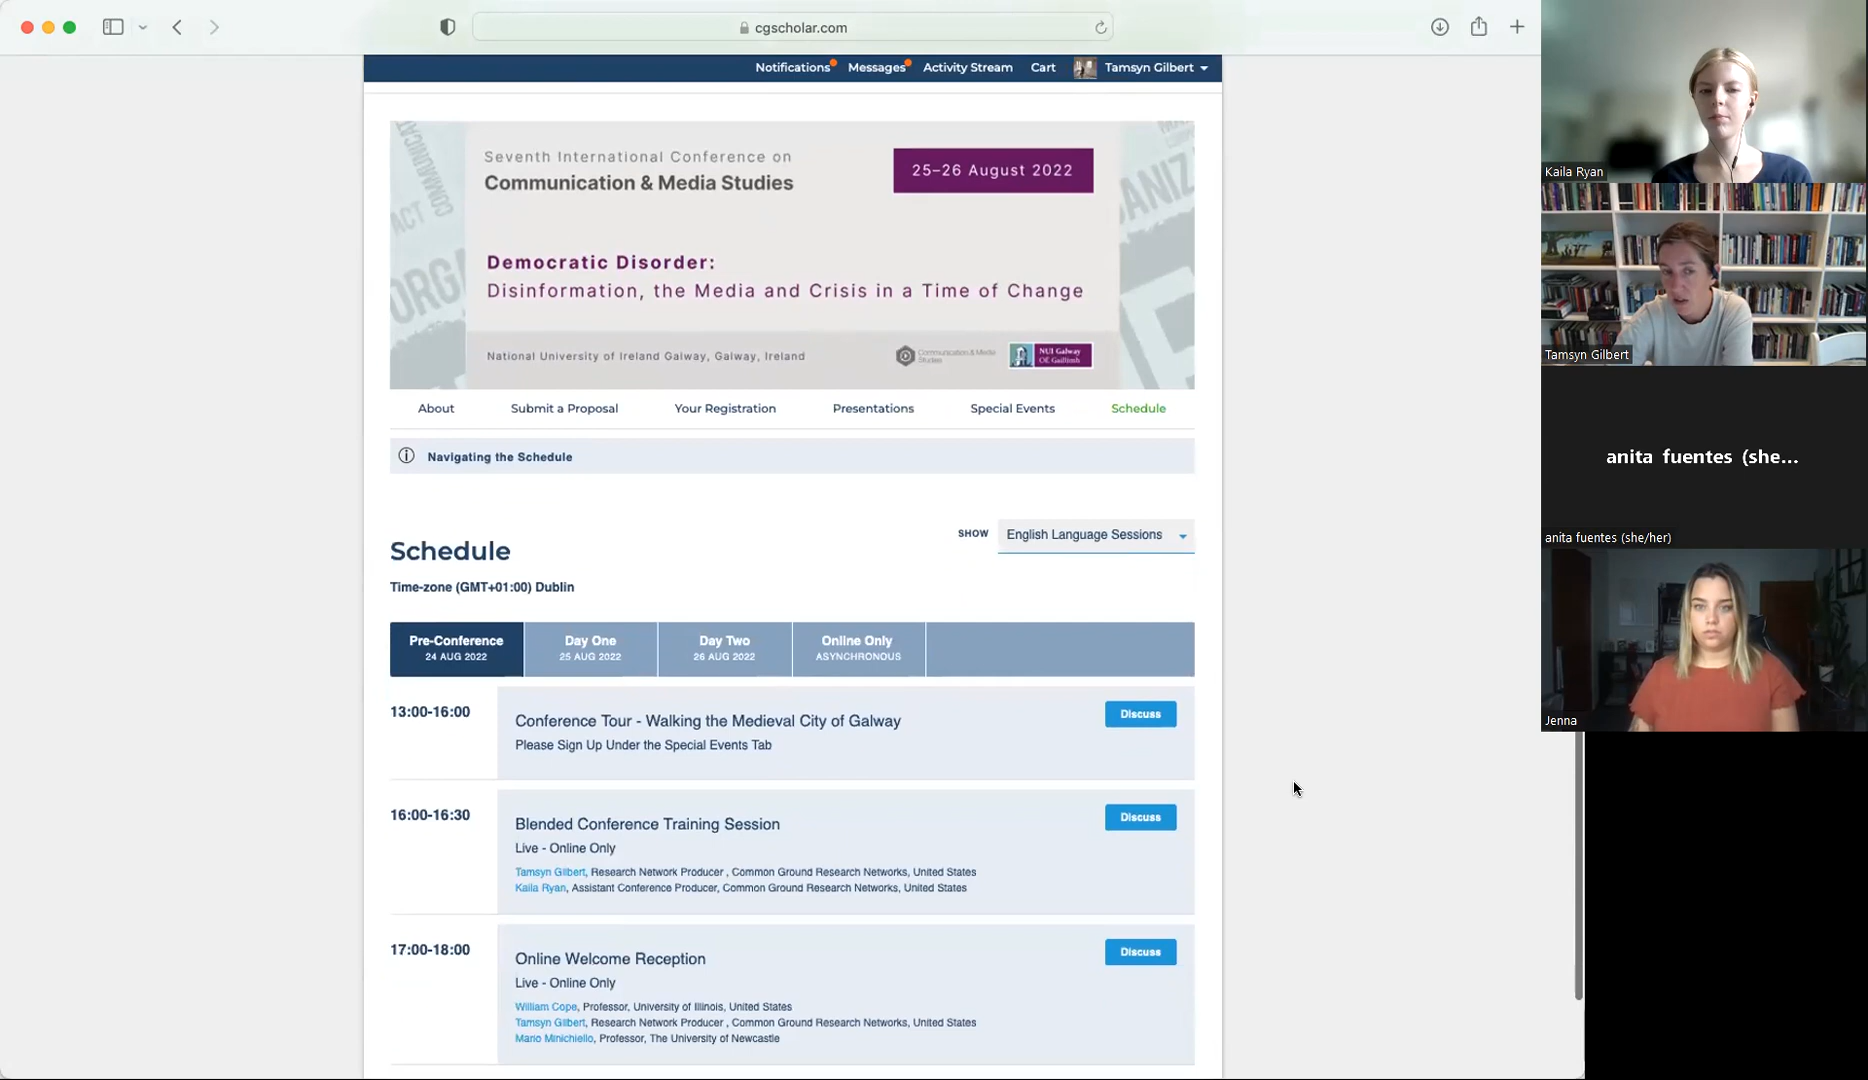 cgscholar.com
Notifications Messages Activity Stream Cart Tamsyn Gilbert
Seventh International Conference on
Communication & Media Studies
25–26 August 2022
Democratic Disorder:
Disinformation, the Media and Crisis in a Time of Change
National University of Ireland Galway, Galway, Ireland
Communication & Media
Studies
NUI Galway
OÉ Gaillimh
About Submit a Proposal Your Registration Presentations Special Events Schedule
Navigating the Schedule
SHOW English Language Sessions
Schedule
Time-zone (GMT+01:00) Dublin
Pre-Conference Day One Day Two Online Only
24 AUG 2022 25 AUG 2022 26 AUG 2022 ASYNCHRONOUS
13:00-16:00
Conference Tour - Walking the Medieval City of Galway
Please Sign Up Under the Special Events Tab
Discuss
16:00-16:30
Blended Conference Training Session
Live - Online Only
Tamsyn Gilbert, Research Network Producer , Common Ground Research Networks, United States
Kaila Ryan, Assistant Conference Producer, Common Ground Research Networks, United States
Discuss
17:00-18:00
Online Welcome Reception
Live - Online Only
William Cope, Professor, University of Illinois, United States
Tamsyn Gilbert, Research Network Producer , Common Ground Research Networks, United States
Mario Minichiello, Professor, The University of Newcastle
Discuss
Kaila Ryan
Tamsyn Gilbert
anita fuentes (she...
anita fuentes (she/her)
Jenna